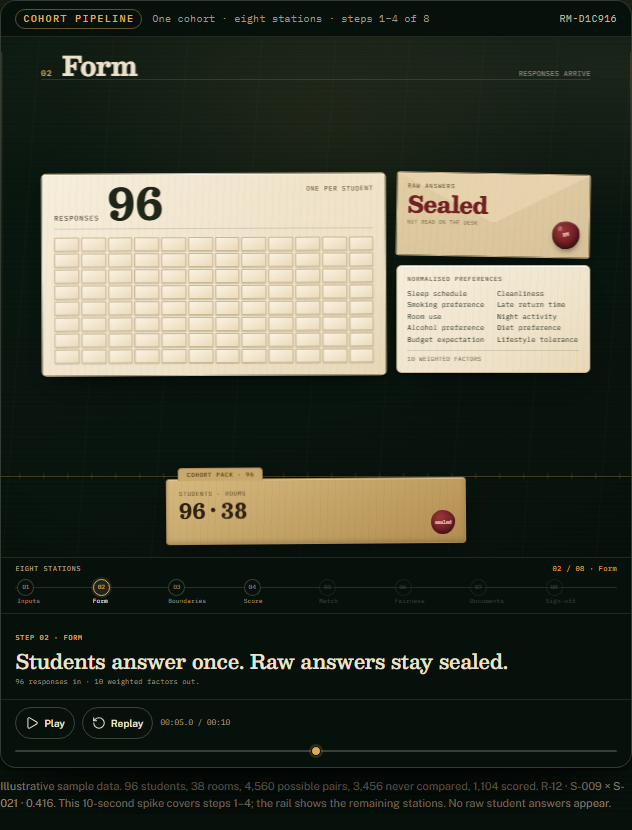 COHORT PIPELINE One cohort · eight stations · steps 1–4 of 8 RM-D1C916
02 Form RESPONSES ARRIVE
RESPONSES 96 ONE PER STUDENT
RAW ANSWERS
Sealed
NOT READ ON THE DESK
NORMALISED PREFERENCES
Sleep schedule Cleanliness
Smoking preference Late return time
Room use Night activity
Alcohol preference Diet preference
Budget expectation Lifestyle tolerance
10 WEIGHTED FACTORS
COHORT PACK · 96
STUDENTS · ROOMS
96 · 38
sealed
EIGHT STATIONS 02 / 08 · Form
01 02 03 04 05 06 07 08
Inputs Form Boundaries Score Match Fairness Documents Sign-off
STEP 02 · FORM
Students answer once. Raw answers stay sealed.
96 responses in · 10 weighted factors out.
Play Replay 00:05.0 / 00:10
Illustrative sample data. 96 students, 38 rooms, 4,560 possible pairs, 3,456 never compared, 1,104 scored. R-12 · S-009 × S-
021 · 0.416. This 10-second spike covers steps 1–4; the rail shows the remaining stations. No raw student answers appear.